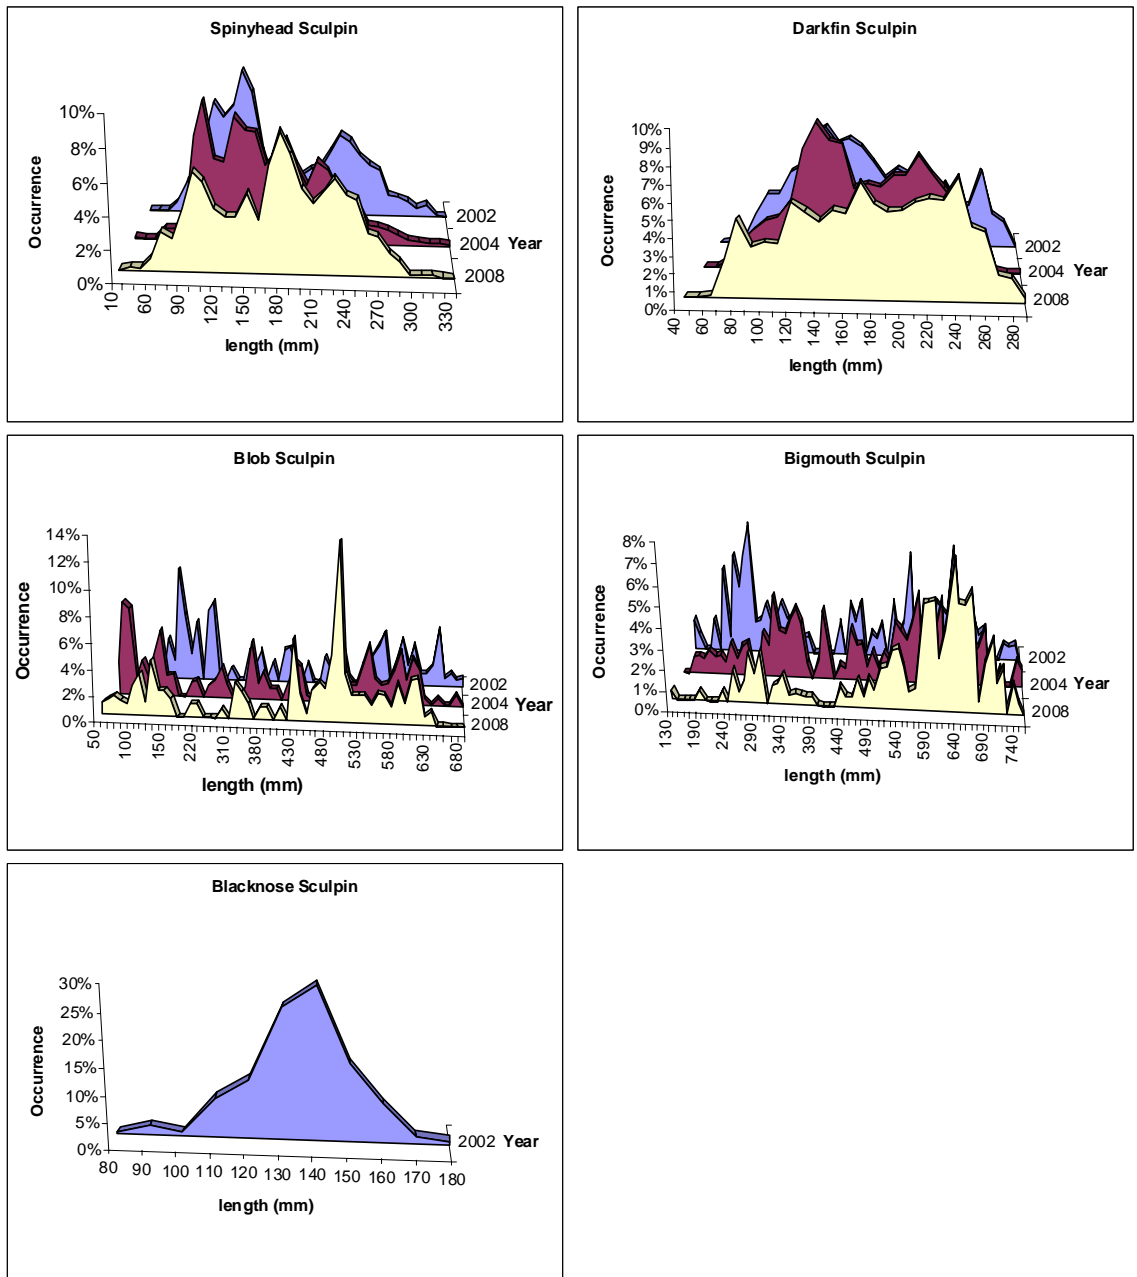 Spinyhead Sculpin
10%
8%
6%
4%
2%
0%
Occurrence
10 60 90 120 150 180 210 240 270 300 330
length (mm)
2002
2004 Year
2008
Darkfin Sculpin
10%
9%
8%
7%
6%
5%
4%
3%
2%
1%
0%
Occurrence
40 60 80 100 120 140 160 180 200 220 240 260 280
length (mm)
2002
2004 Year
2008
Blob Sculpin
14%
12%
10%
8%
6%
4%
2%
0%
Occurrence
50 100 150 220 310 380 430 480 530 580 630 680
length (mm)
2002
2004 Year
2008
Bigmouth Sculpin
8%
7%
6%
5%
4%
3%
2%
1%
0%
Occurrence
130 190 240 290 340 390 440 490 540 590 640 690 740
length (mm)
2002
2004 Year
2008
Blacknose Sculpin
30%
25%
20%
15%
10%
5%
0%
Occurrence
80 90 100 110 120 130 140 150 160 170 180
length (mm)
2002 Year